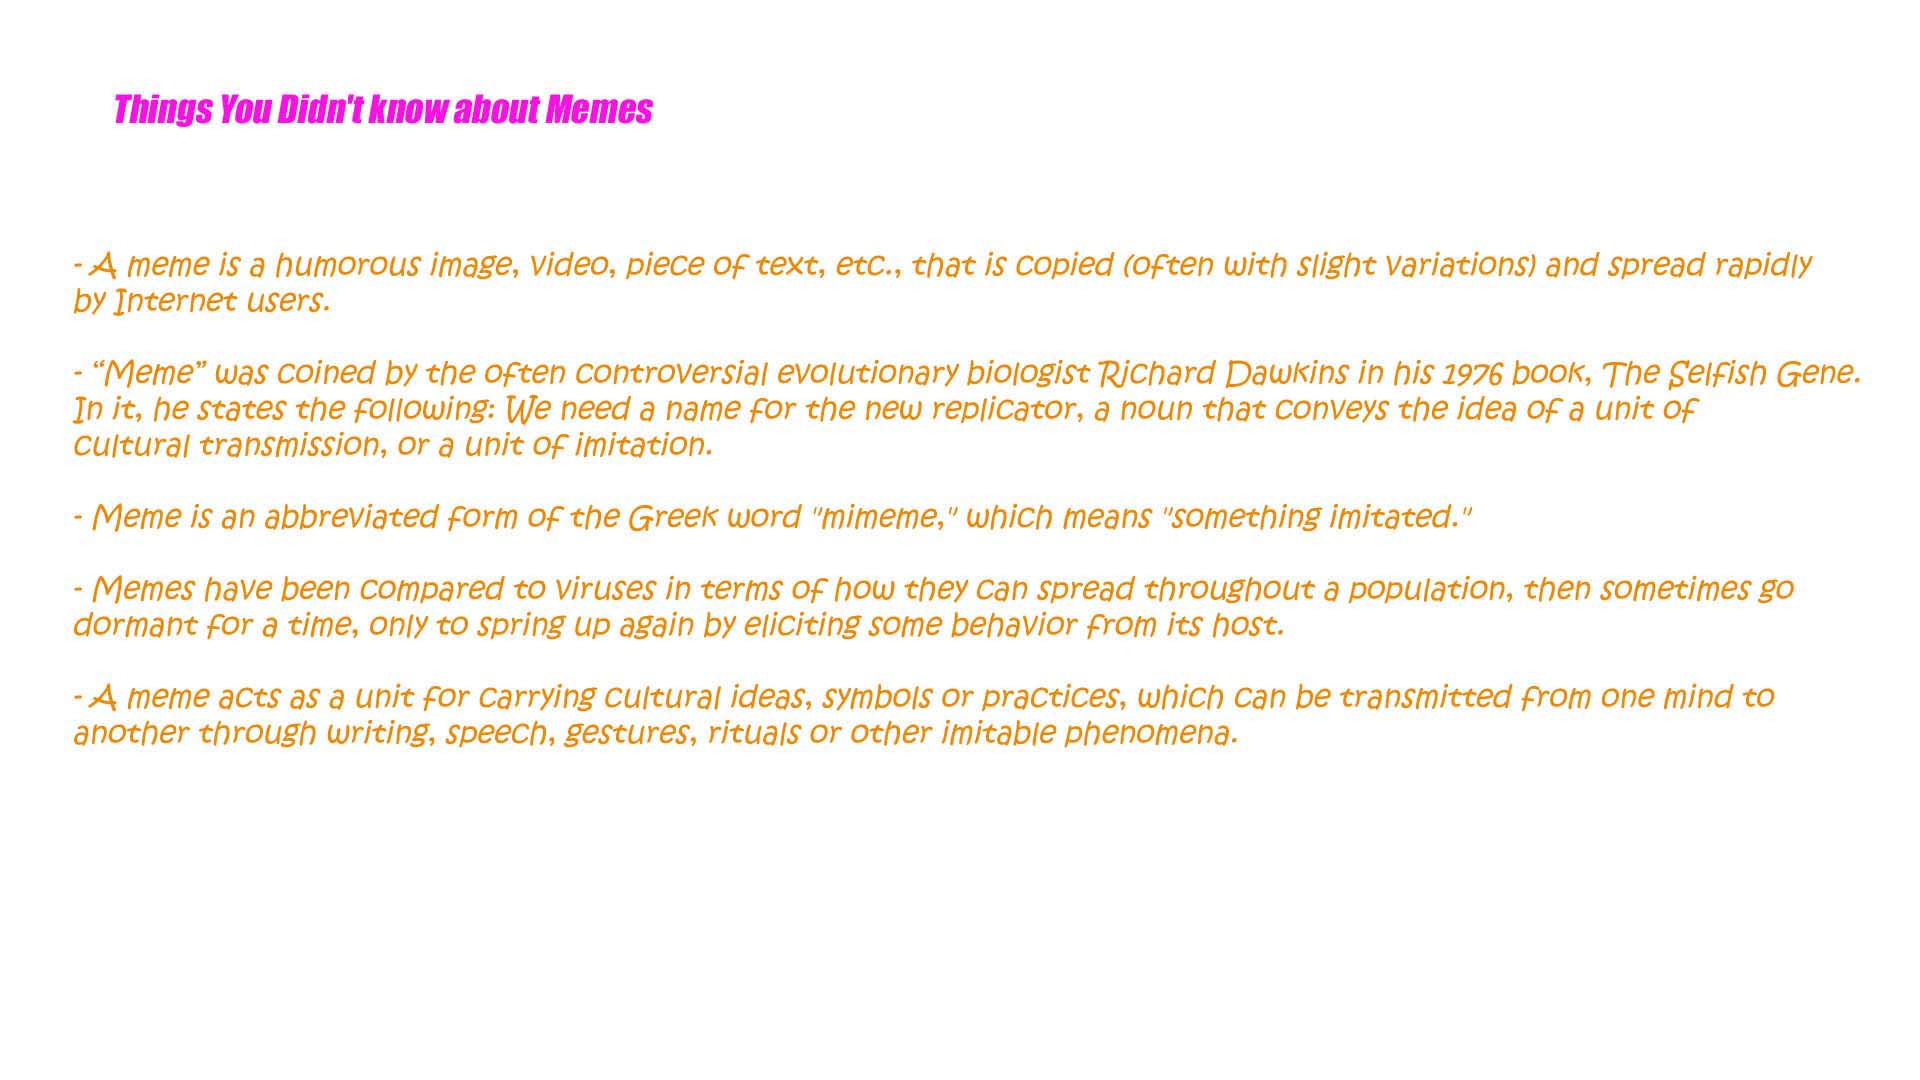 Things You Didn't know about Memes
- A meme is a humorous image, video, piece of text, etc., that is copied (often with slight variations) and spread rapidly
by Internet users.
- “Meme” was coined by the often controversial evolutionary biologist Richard Dawkins in his 1976 book, The Selfish Gene.
In it, he states the following: We need a name for the new replicator, a noun that conveys the idea of a unit of
cultural transmission, or a unit of imitation.
- Meme is an abbreviated form of the Greek word "mimeme," which means "something imitated."
- Memes have been compared to viruses in terms of how they can spread throughout a population, then sometimes go
dormant for a time, only to spring up again by eliciting some behavior from its host.
- A meme acts as a unit for carrying cultural ideas, symbols or practices, which can be transmitted from one mind to
another through writing, speech, gestures, rituals or other imitable phenomena.